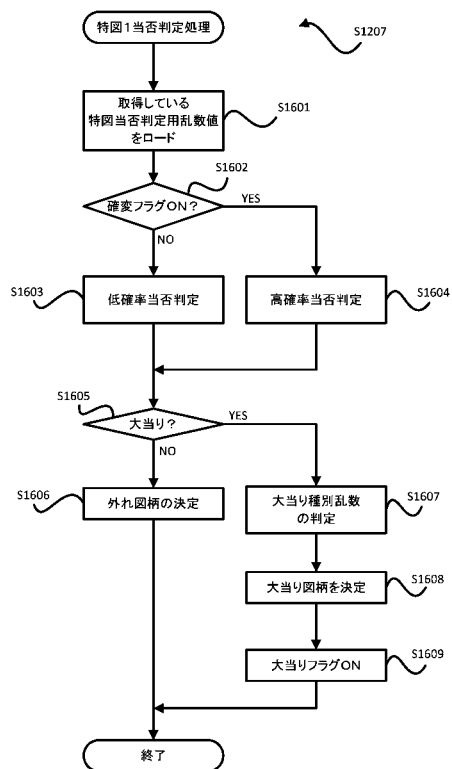 特図1当否判定処理
S1207
取得している
特図当否判定用乱数値
をロード
S1601
S1602
確変フラグON?
YES
NO
S1603
低確率当否判定
高確率当否判定
S1604
S1605
大当り?
YES
NO
S1606
外れ図柄の決定
大当り種別乱数
の判定
S1607
大当り図柄を決定
S1608
大当りフラグON
S1609
終了